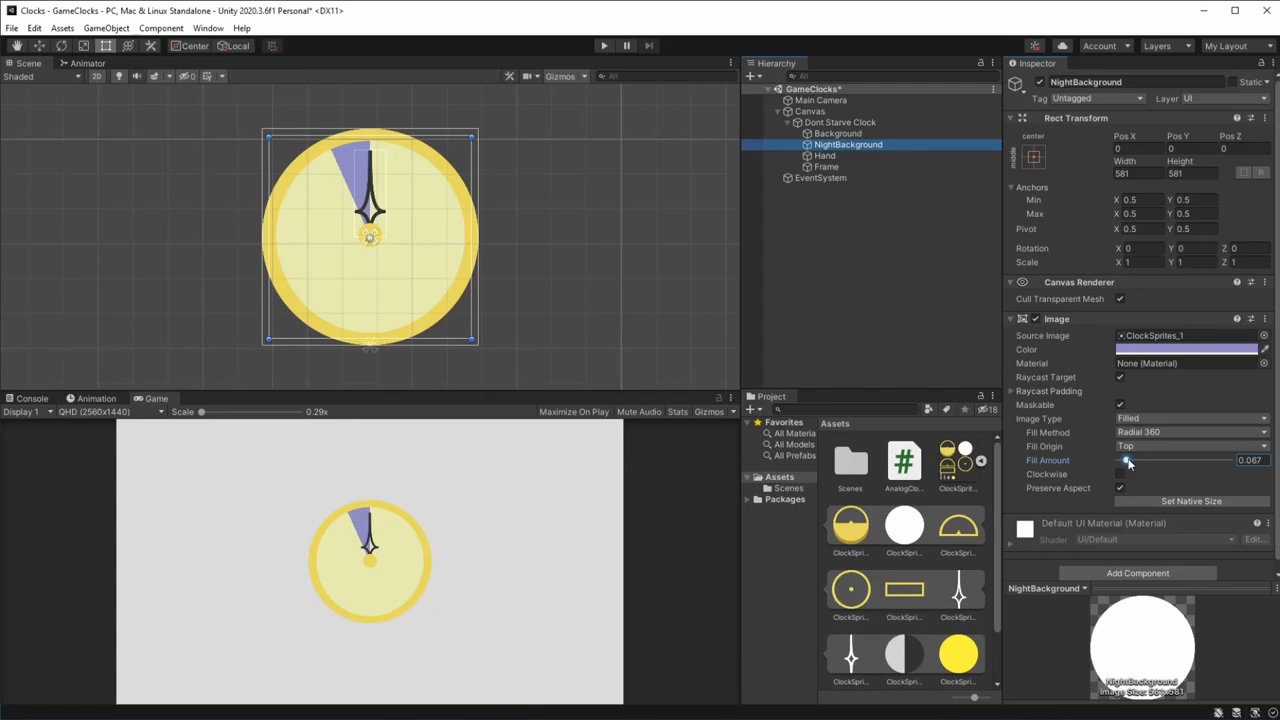 Clocks - GameClocks - PC, Mac & Linux Standalone - Unity 2020.3.6f1 Personal* <DX11>
File Edit Assets GameObject Component Window Help
Center Local Account Layers My Layout
Scene Animator
Shaded 2D 0 Gizmos All
Hierarchy
All
GameClocks*
Main Camera
Canvas
Dont Starve Clock
Background
NightBackground
Hand
Frame
EventSystem
Console Animation Game
Display 1 QHD (2560x1440) Scale 0.29x Maximize On Play Mute Audio Stats Gizmos
Project
18
Favorites
All Materia
All Models
All Prefabs
Assets
Scenes
Packages
Assets
Scenes AnalogClo... ClockSprit...
ClockSpri... ClockSpri... ClockSpri...
ClockSpri... ClockSpri... ClockSpri...
ClockSpri... ClockSpri... ClockSpri...
Inspector
NightBackground Static
Tag Untagged Layer UI
Rect Transform
center Pos X Pos Y Pos Z
middle 0 0 0
Width Height
581 581 R
Anchors
Min X 0.5 Y 0.5
Max X 0.5 Y 0.5
Pivot X 0.5 Y 0.5
Rotation X 0 Y 0 Z 0
Scale X 1 Y 1 Z 1
Canvas Renderer
Cull Transparent Mesh
Image
Source Image ClockSprites_1
Color
Material None (Material)
Raycast Target
Raycast Padding
Maskable
Image Type Filled
Fill Method Radial 360
Fill Origin Top
Fill Amount 0.067
Clockwise
Preserve Aspect
Set Native Size
Default UI Material (Material)
Shader UI/Default Edit...
Add Component
NightBackground
NightBackground
Image Size: 581x581